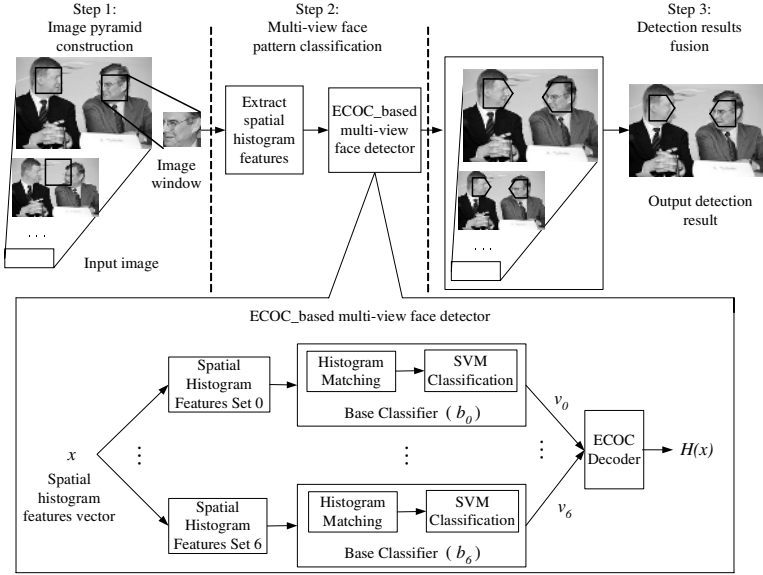 Step 1:
Image pyramid
construction
Step 2:
Multi-view face
pattern classification
Step 3:
Detection results
fusion
Image
window
. . .
Input image
Extract
spatial
histogram
features
ECOC_based
multi-view
face detector
. . .
Output detection
result
ECOC_based multi-view face detector
x
Spatial
histogram
features vector
Spatial
Histogram
Features Set 0
Histogram
Matching
SVM
Classification
Base Classifier ( b0 )
v0
⋮
⋮
⋮
Spatial
Histogram
Features Set 6
Histogram
Matching
SVM
Classification
Base Classifier ( b6 )
v6
ECOC
Decoder
H(x)